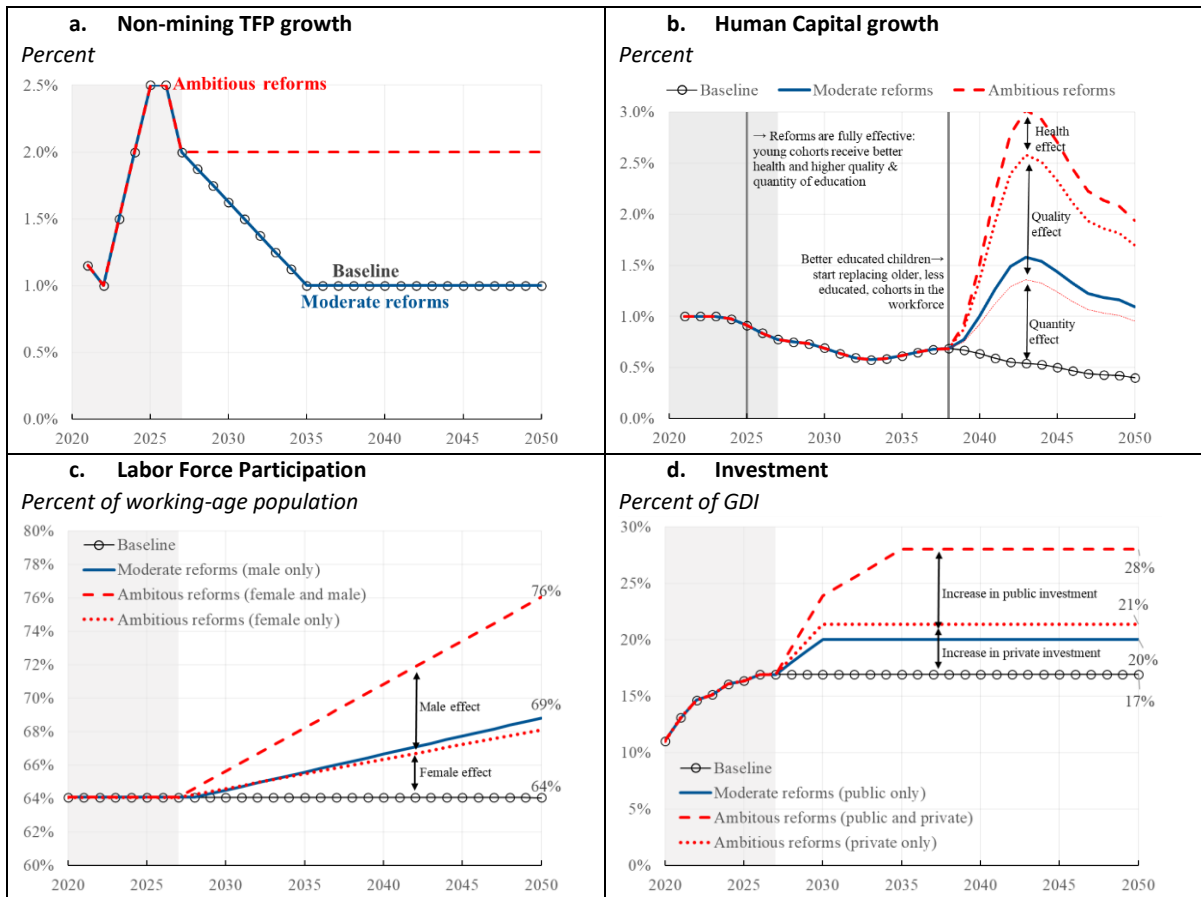 a. Non-mining TFP growth
Percent
Ambitious reforms
2.5%
2.0%
1.5%
1.0%
0.5%
0.0%
Baseline
Moderate reforms
2020 2025 2030 2035 2040 2045 2050
b. Human Capital growth
Percent
Baseline Moderate reforms Ambitious reforms
3.0%
2.5%
2.0%
1.5%
1.0%
0.5%
0.0%
→ Reforms are fully effective:
young cohorts receive better
health and higher quality &
quantity of education
Health
effect
Quality
effect
Better educated children→
start replacing older, less
educated, cohorts in the
workforce
Quantity
effect
2020 2025 2030 2035 2040 2045 2050
c. Labor Force Participation
Percent of working-age population
80%
78%
76%
74%
72%
70%
68%
66%
64%
62%
60%
Baseline
Moderate reforms (male only)
Ambitous reforms (female and male)
Ambitious reforms (female only)
76%
69%
64%
Male effect
Female effect
2020 2025 2030 2035 2040 2045 2050
d. Investment
Percent of GDI
30%
25%
20%
15%
10%
5%
0%
28%
21%
20%
17%
Increase in public investment
Increase in private investment
Baseline
Moderate reforms (public only)
Ambitous reforms (public and private)
Ambitious reforms (private only)
2020 2025 2030 2035 2040 2045 2050